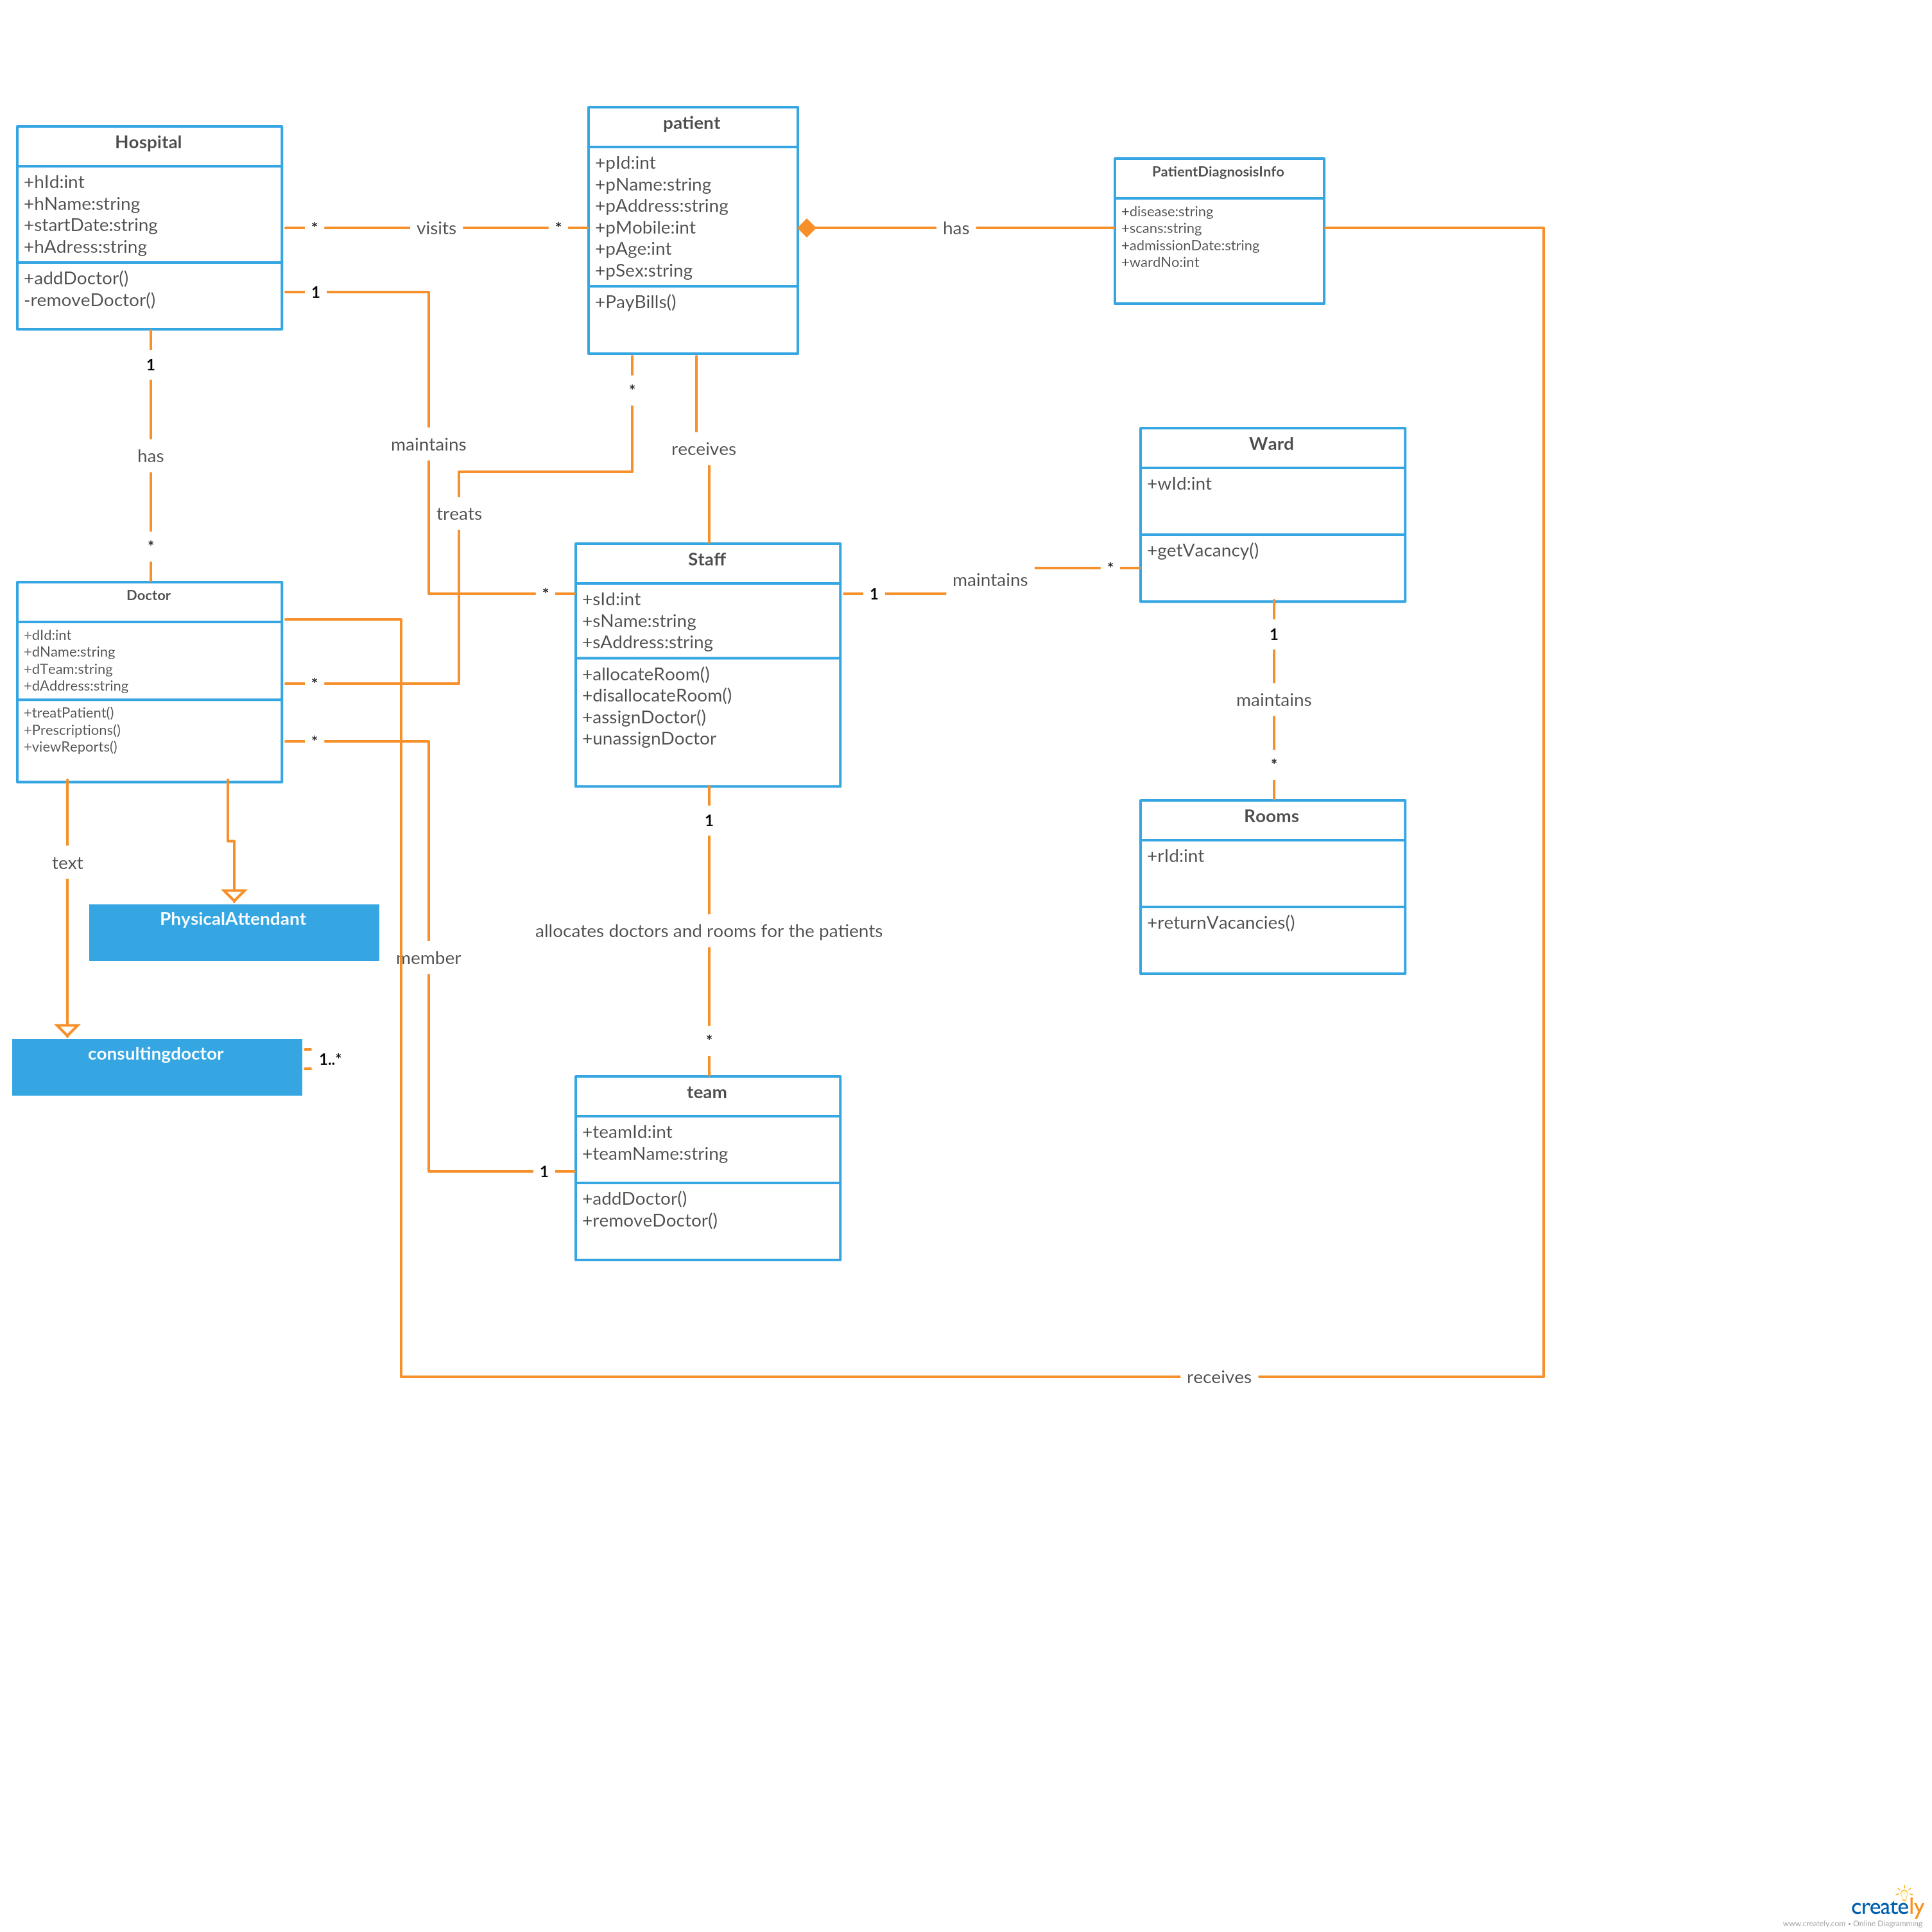 Hospital
+hId:int
+hName:string
+startDate:string
+hAdress:string
+addDoctor()
-removeDoctor()
*
visits
*
patient
+pId:int
+pName:string
+pAddress:string
+pMobile:int
+pAge:int
+pSex:string
+PayBills()
has
PatientDiagnosisInfo
+disease:string
+scans:string
+admissionDate:string
+wardNo:int
1
maintains
*
1
has
*
*
treats
*
receives
Doctor
+dId:int
+dName:string
+dTeam:string
+dAddress:string
+treatPatient()
+Prescriptions()
+viewReports()
Staff
+sId:int
+sName:string
+sAddress:string
+allocateRoom()
+disallocateRoom()
+assignDoctor()
+unassignDoctor
1
maintains
*
Ward
+wId:int
+getVacancy()
1
maintains
*
Rooms
+rId:int
+returnVacancies()
*
member
1
text
PhysicalAttendant
consultingdoctor
1..*
1
allocates doctors and rooms for the patients
*
team
+teamId:int
+teamName:string
+addDoctor()
+removeDoctor()
receives
creately
www.creately.com • Online Diagramming